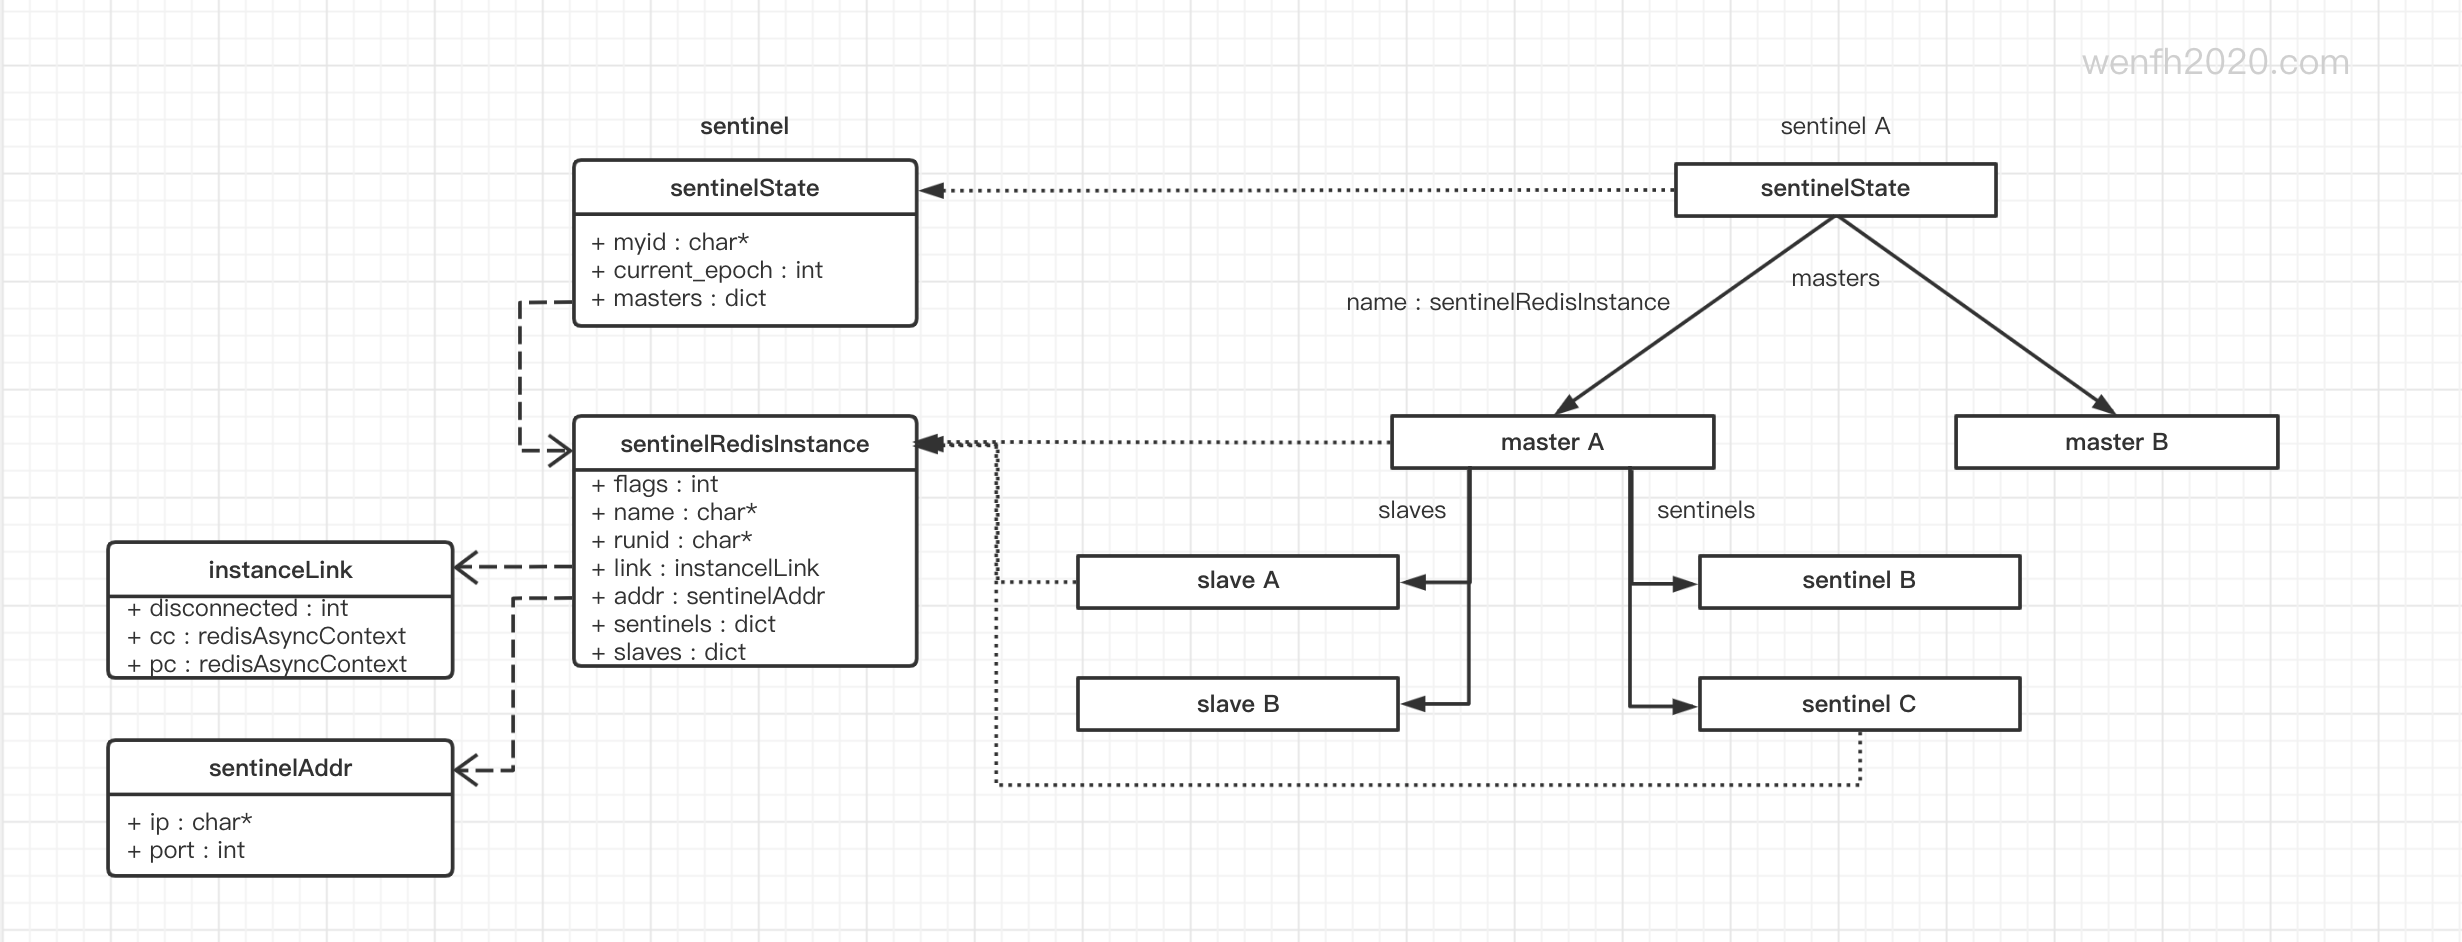 wenfh2020.com
sentinel
sentinelState
+ myid : char*
+ current_epoch : int
+ masters : dict
sentinelRedisInstance
+ flags : int
+ name : char*
+ runid : char*
+ link : instancelLink
+ addr : sentinelAddr
+ sentinels : dict
+ slaves : dict
instanceLink
+ disconnected : int
+ cc : redisAsyncContext
+ pc : redisAsyncContext
sentinelAddr
+ ip : char*
+ port : int
sentinel A
sentinelState
masters
name : sentinelRedisInstance
master A
master B
slaves
sentinels
slave A
sentinel B
slave B
sentinel C